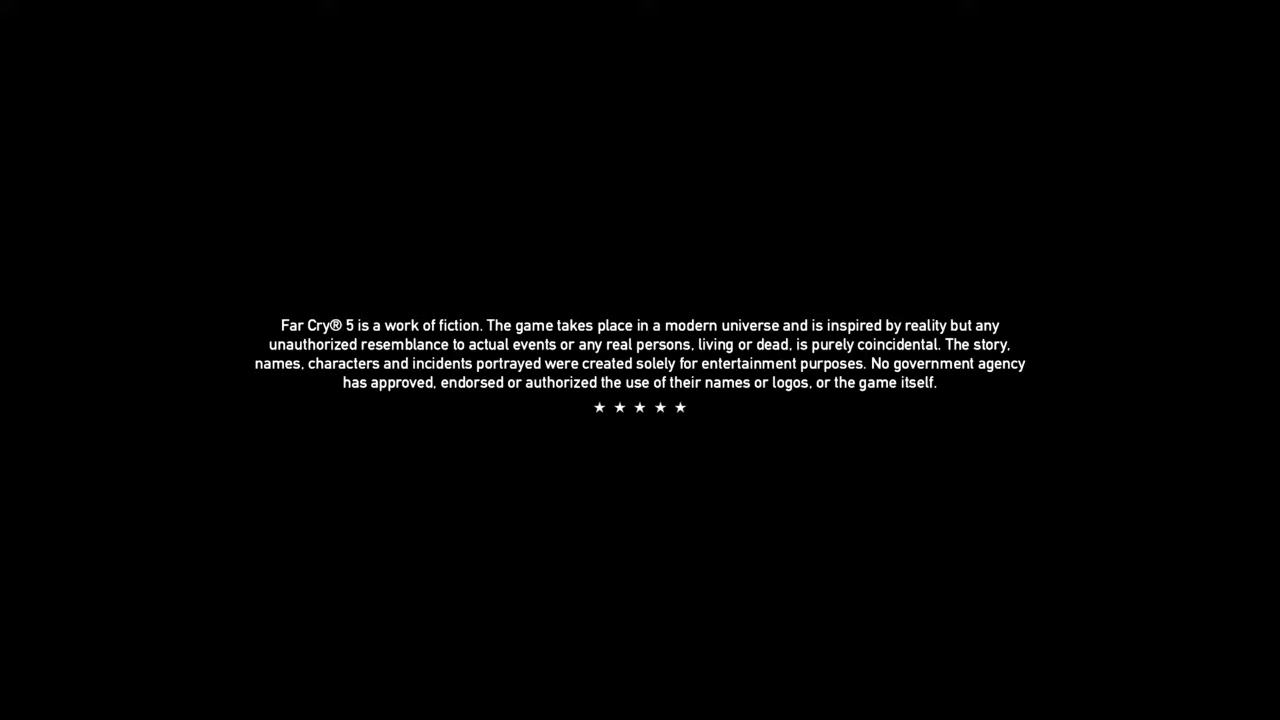 Far Cry® 5 is a work of fiction. The game takes place in a modern universe and is inspired by reality but any
unauthorized resemblance to actual events or any real persons, living or dead, is purely coincidental. The story,
names, characters and incidents portrayed were created solely for entertainment purposes. No government agency
has approved, endorsed or authorized the use of their names or logos, or the game itself.
★ ★ ★ ★ ★